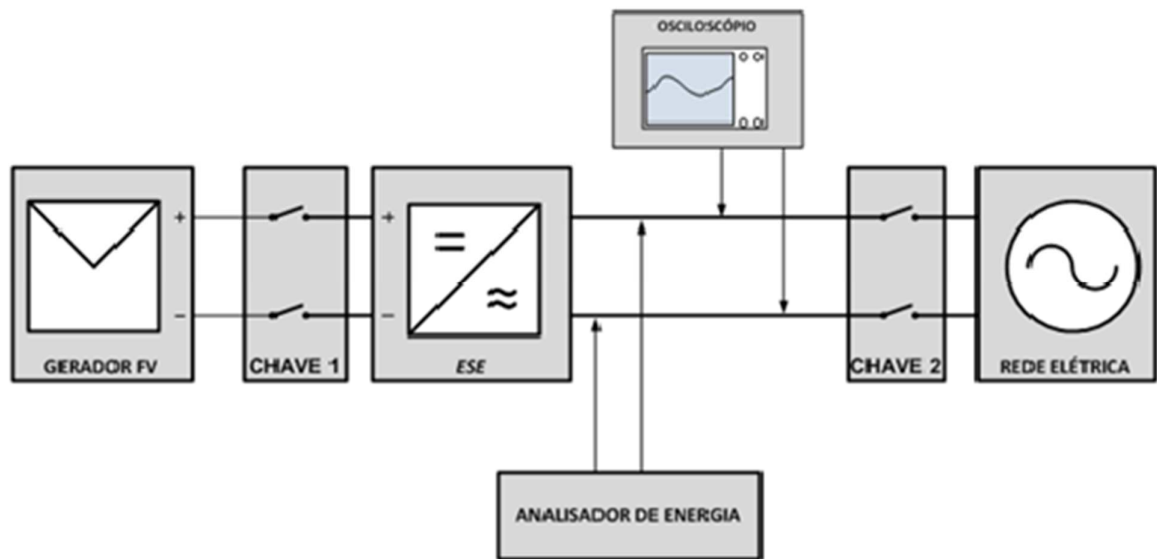 OSCILOSCÓPIO
GERADOR FV
CHAVE 1
ESE
CHAVE 2
REDE ELÉTRICA
ANALISADOR DE ENERGIA